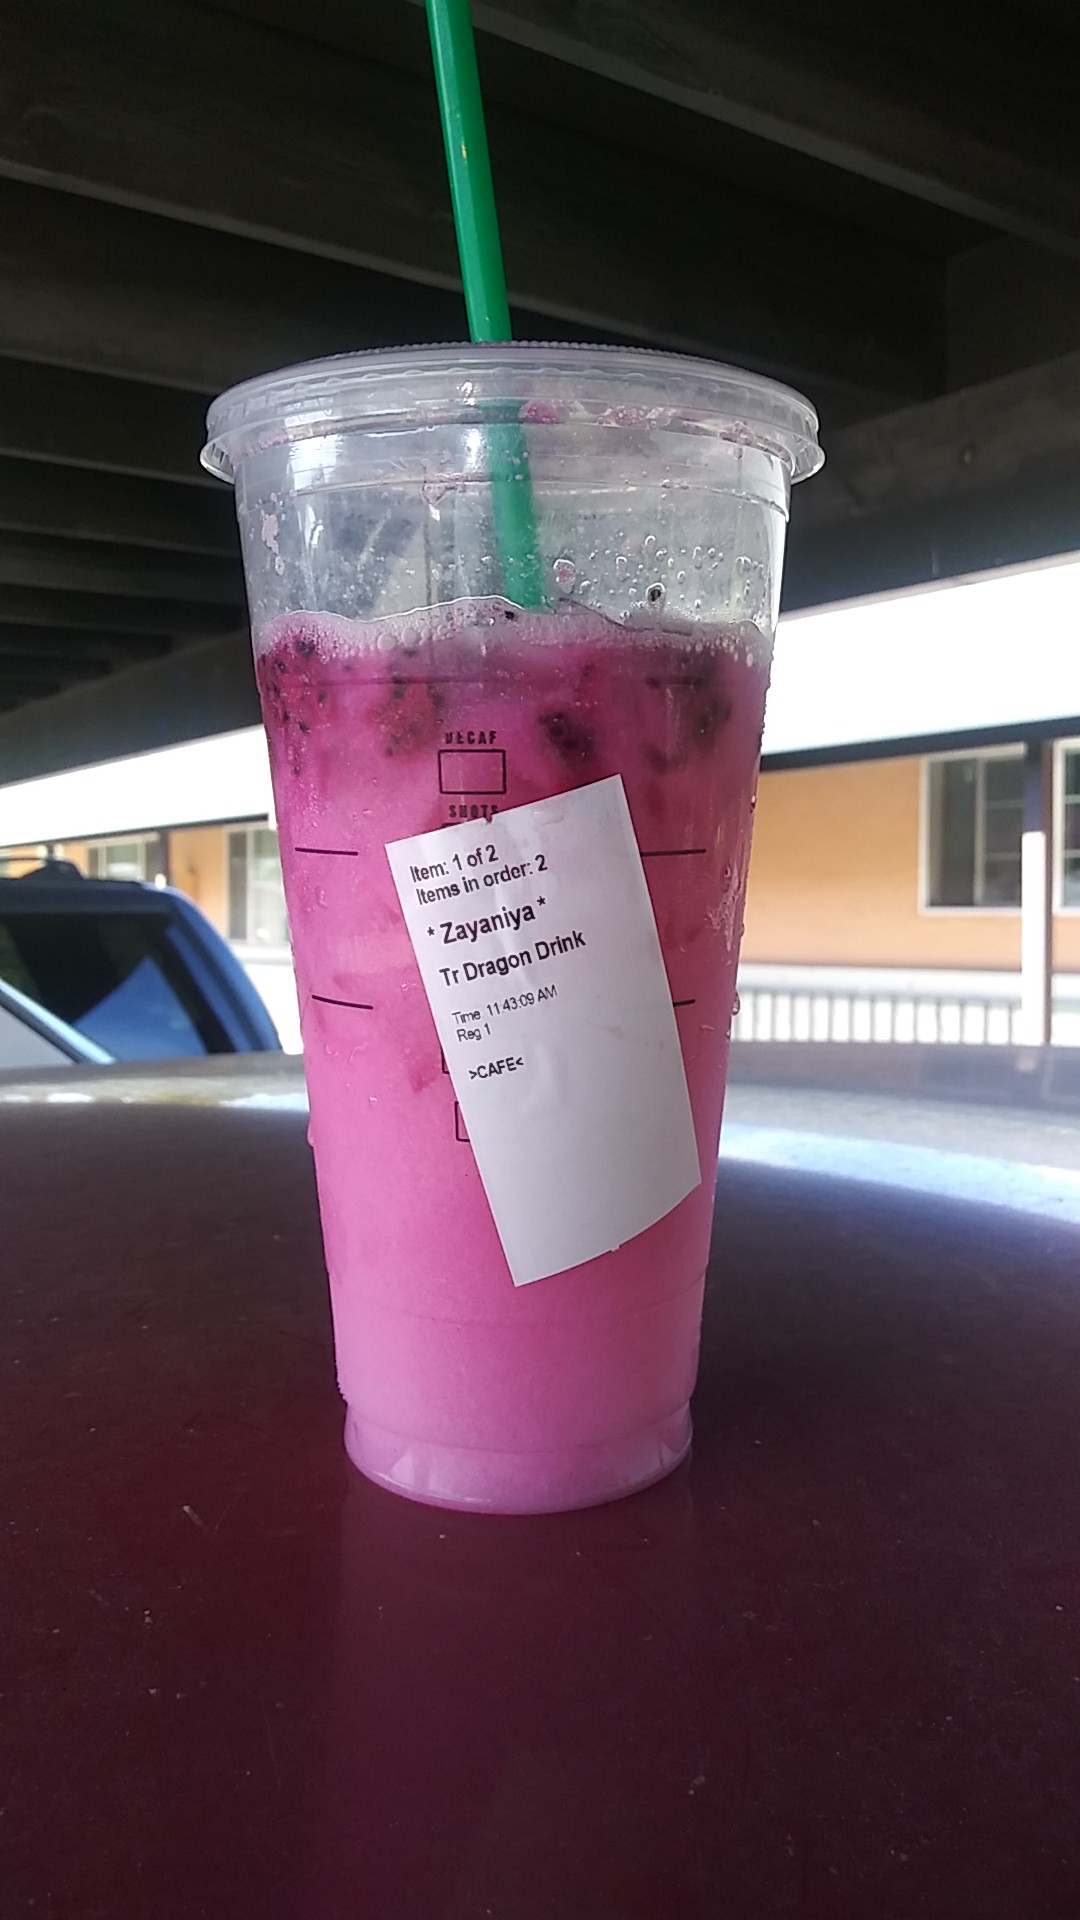 DECAF
SHOTS
Item: 1 of 2
Items in order: 2
* Zayaniya *
Tr Dragon Drink
Time 11:43:09 AM
Reg 1
>CAFE<